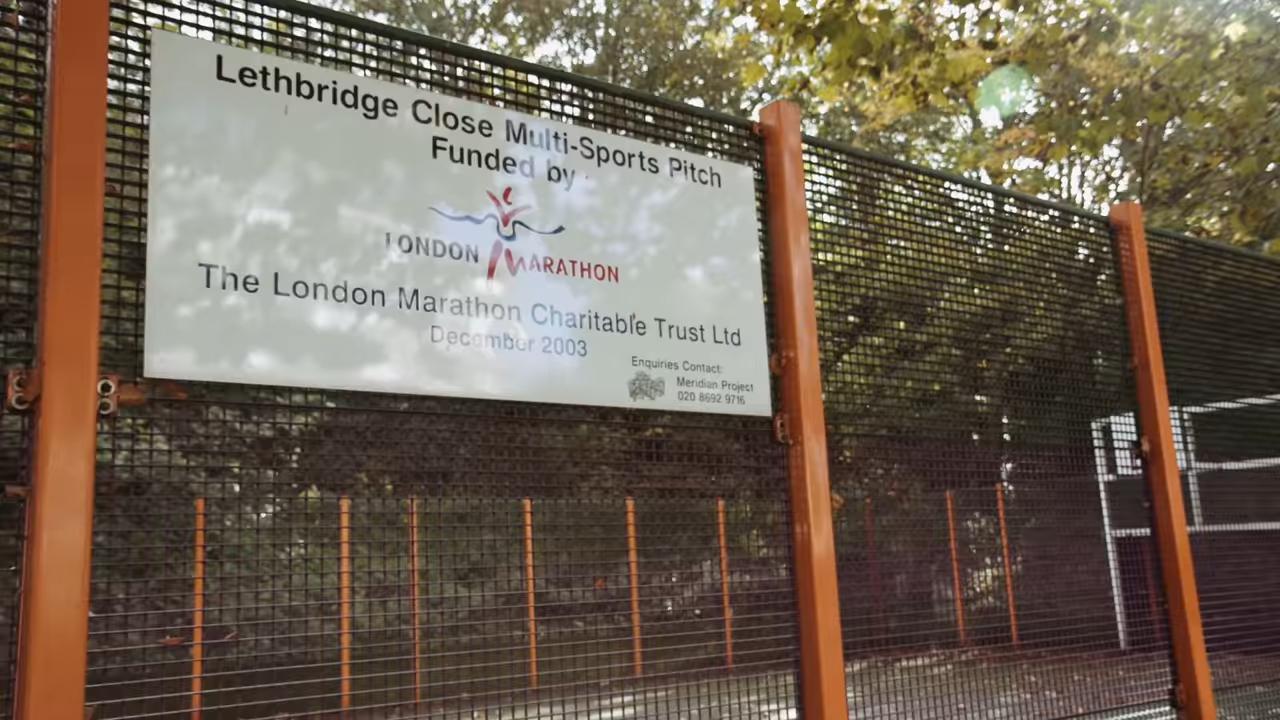 Lethbridge Close Multi-Sports Pitch
Funded by
LONDON MARATHON
The London Marathon Charitable Trust Ltd
December 2003
Enquiries Contact:
Meridian Project
020 8692 9716